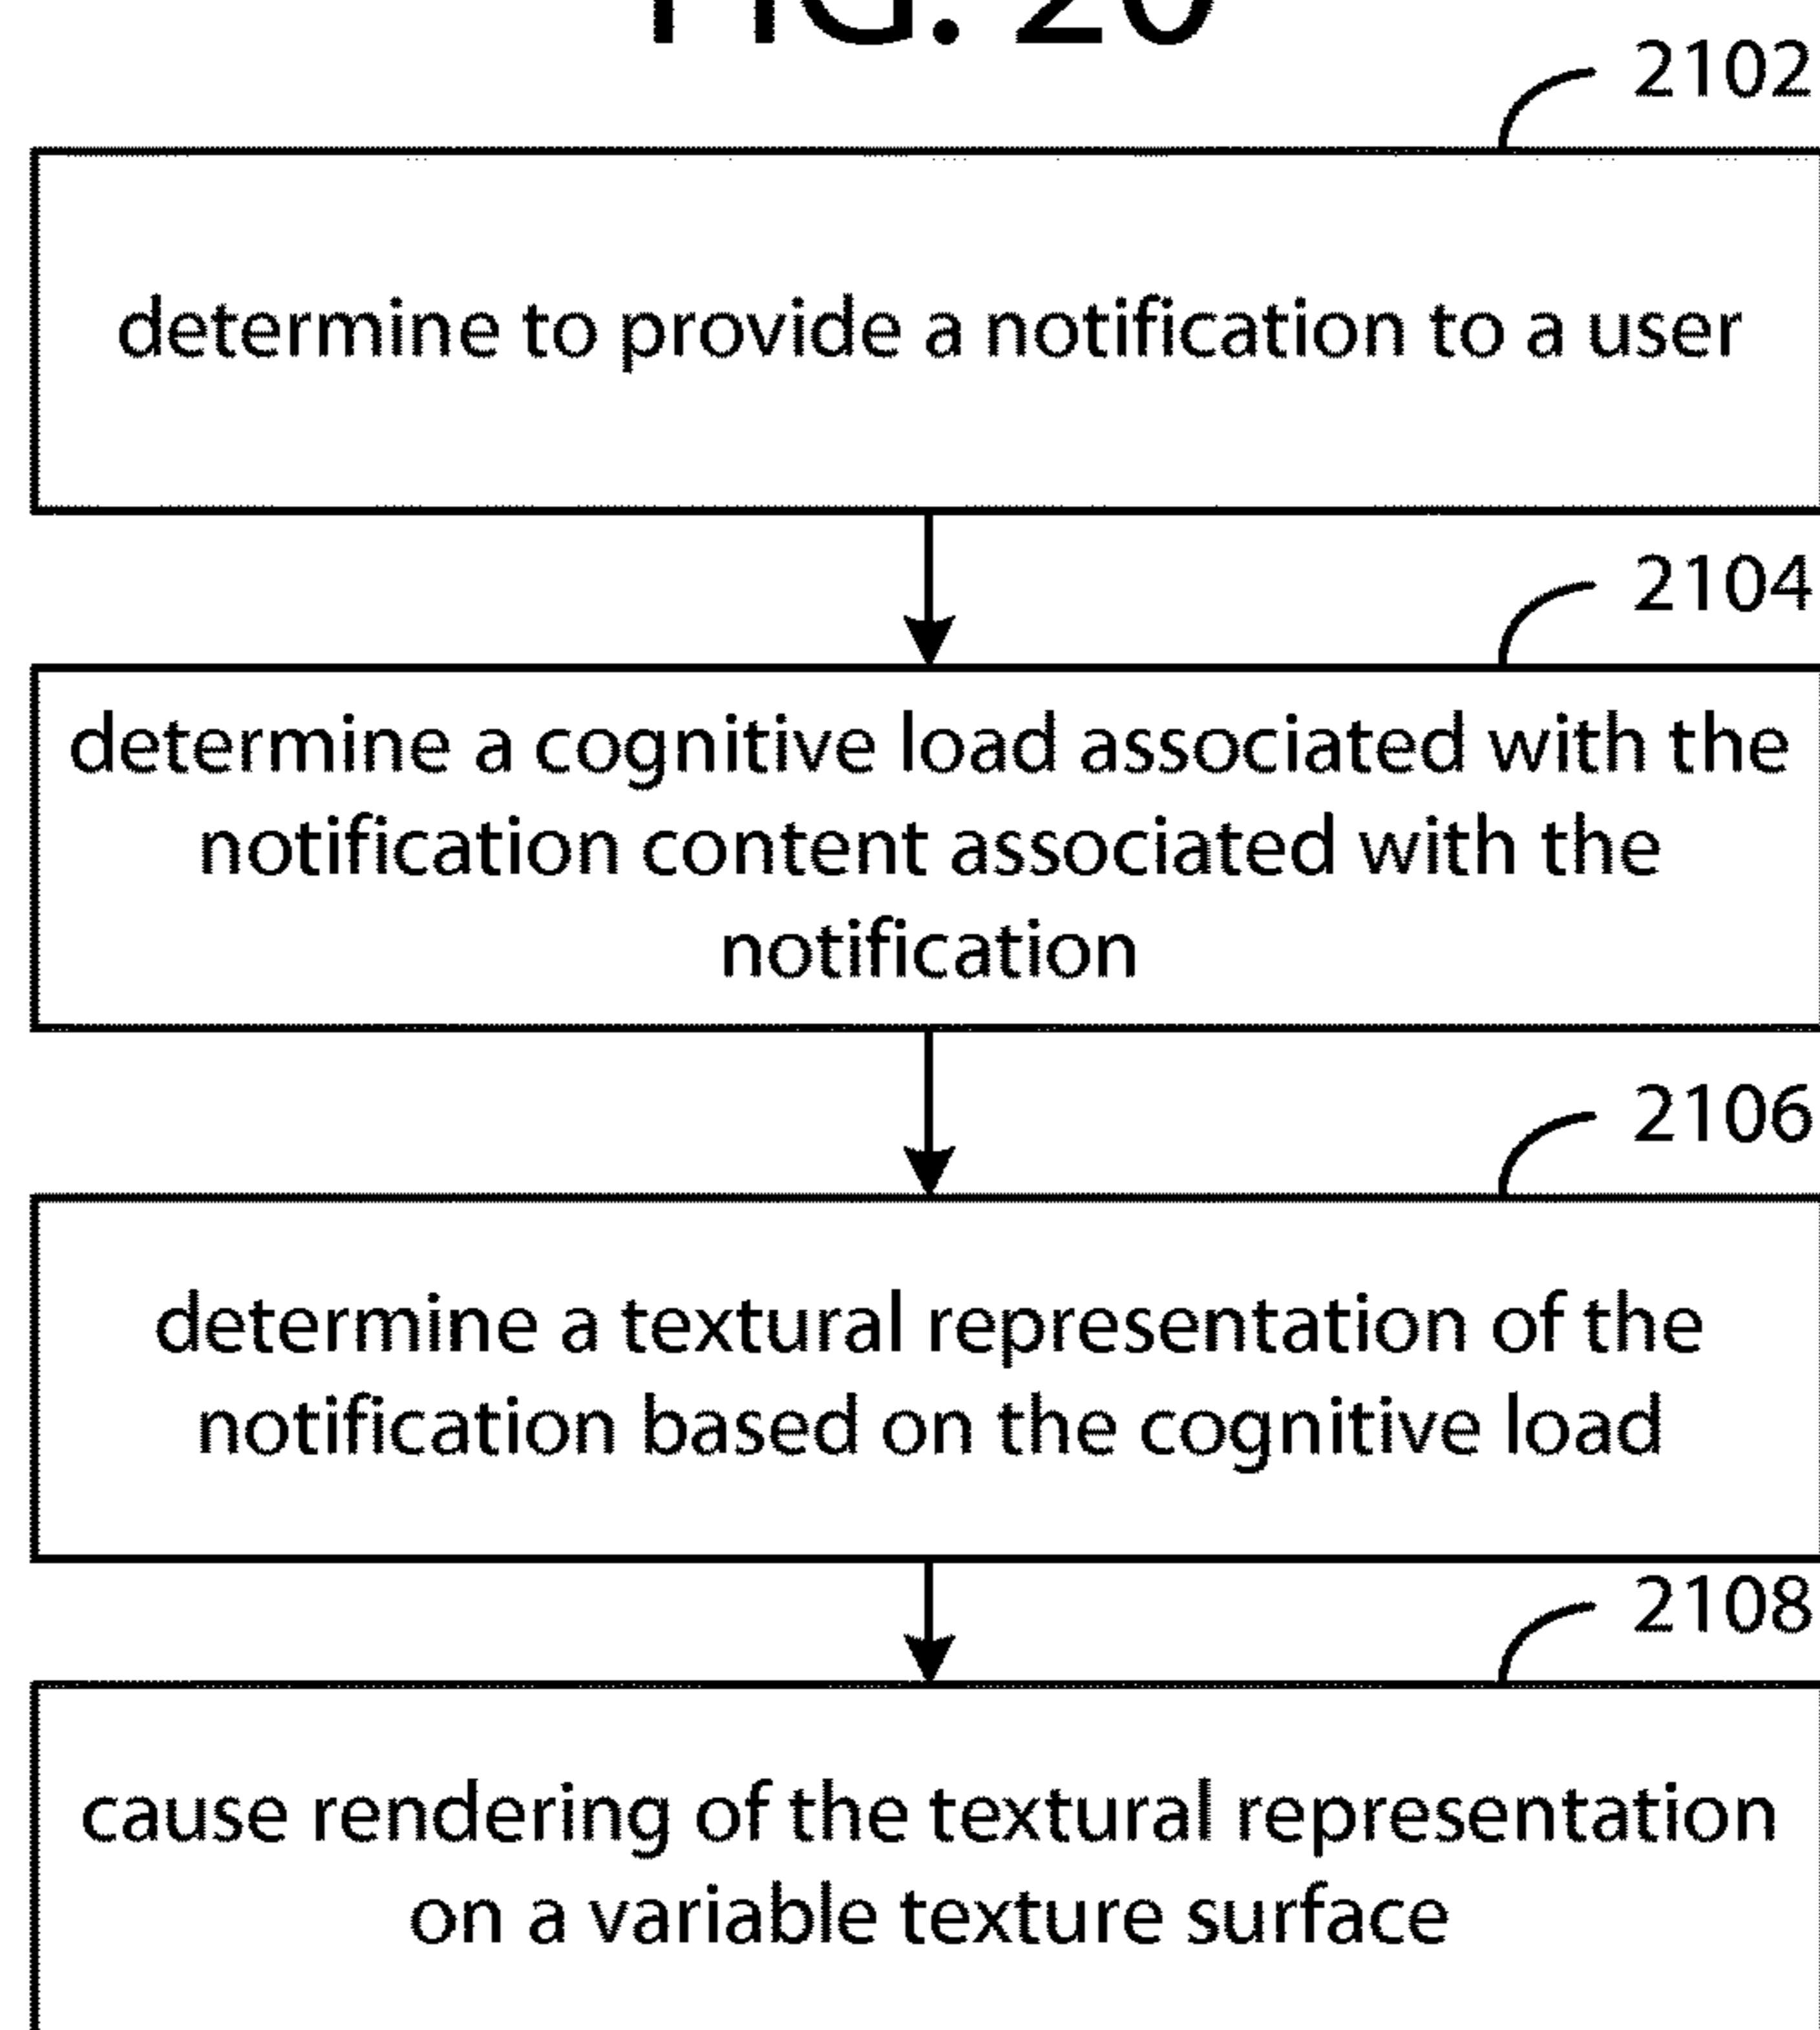 FIG. 20
2102
determine to provide a notification to a user
2104
determine a cognitive load associated with the
notification content associated with the
notification
2106
determine a textural representation of the
notification based on the cognitive load
2108
cause rendering of the textural representation
on a variable texture surface